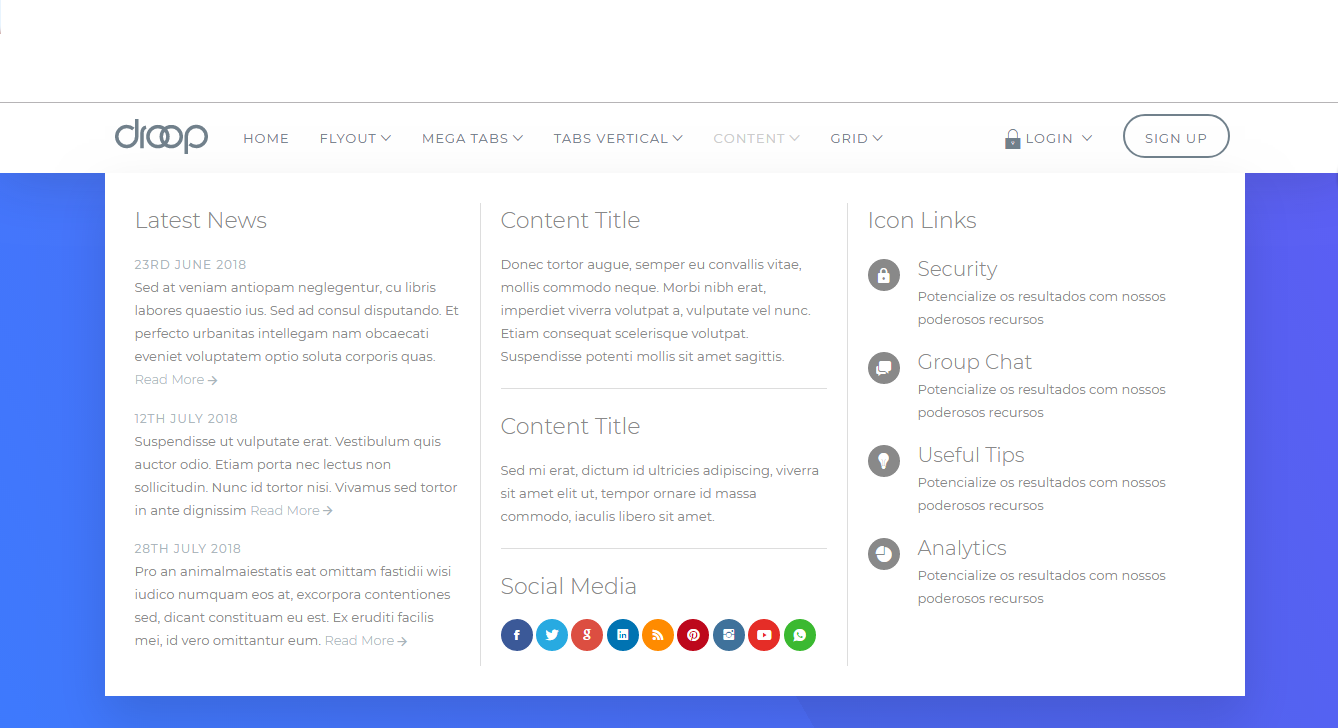 droop
HOME
FLYOUT
MEGA TABS
TABS VERTICAL
CONTENT
GRID
LOGIN
SIGN UP
Latest News
23RD JUNE 2018
Sed at veniam antiopam neglegentur, cu libris
labores quaestio ius. Sed ad consul disputando. Et
perfecto urbanitas intellegam nam obcaecati
eveniet voluptatem optio soluta corporis quas.
Read More →
12TH JULY 2018
Suspendisse ut vulputate erat. Vestibulum quis
auctor odio. Etiam porta nec lectus non
sollicitudin. Nunc id tortor nisi. Vivamus sed tortor
in ante dignissim Read More →
28TH JULY 2018
Pro an animalmaiestatis eat omittam fastidii wisi
iudico numquam eos at, excorpora contentiones
sed, dicant constituam eu est. Ex eruditi facilis
mei, id vero omittantur eum. Read More →
Content Title
Donec tortor augue, semper eu convallis vitae,
mollis commodo neque. Morbi nibh erat,
imperdiet viverra volutpat a, vulputate vel nunc.
Etiam consequat scelerisque volutpat.
Suspendisse potenti mollis sit amet sagittis.
Content Title
Sed mi erat, dictum id ultricies adipiscing, viverra
sit amet elit ut, tempor ornare id massa
commodo, iaculis libero sit amet.
Social Media
Icon Links
Security
Potencialize os resultados com nossos
poderosos recursos
Group Chat
Potencialize os resultados com nossos
poderosos recursos
Useful Tips
Potencialize os resultados com nossos
poderosos recursos
Analytics
Potencialize os resultados com nossos
poderosos recursos